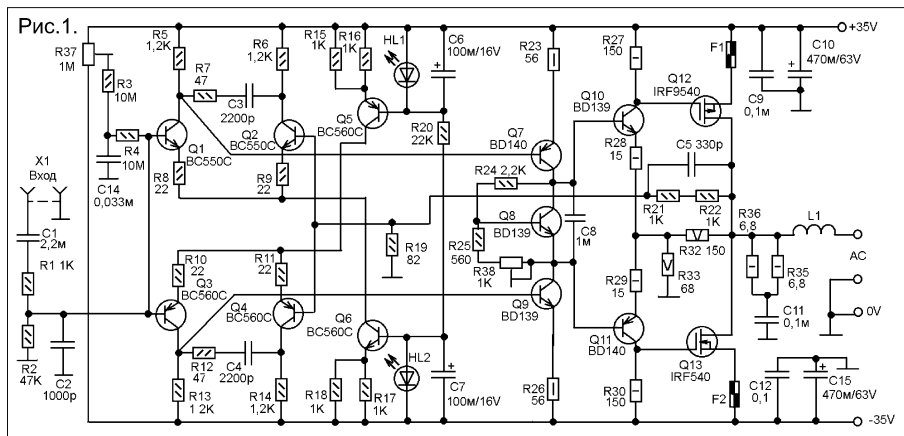 Рис.1.
R37
1M
R5
1,2K
R6
1,2K
R15
1K
R16
1K
HL1
C6
100м/16V
R23
56
R27
150
F1
+35V
C10
470м/63V
C9
0,1м
Q12
IRF9540
R3
10M
R7
47
C3
2200p
Q5
BC560C
R20
22K
Q7
BD140
Q10
BD139
R28
15
C5 330p
R4
10M
Q1
BC550C
Q2
BC550C
R8
22
R9
22
C14
0,033м
X1
Вход
C1
2,2м
R1 1K
R24 2,2K
Q8
BD139
R25
560
R38
1K
C8
1м
R19
82
R21
1K
R22
1K
R36
6,8
L1
R32 150
R33
68
R35
6,8
AC
0V
C11
0,1м
R10
22
R11
22
Q3
BC560C
Q4
BC560C
Q6
BC560C
Q9
BD139
R29
15
Q11
BD140
Q13
IRF540
R2
47K
C2
1000p
R12
47
C4
2200p
HL2
C7
100м/16V
R13
1 2K
R14
1,2K
R18
1K
R17
1K
R26
56
R30
150
F2
C12
0,1
C15
470м/63V
-35V